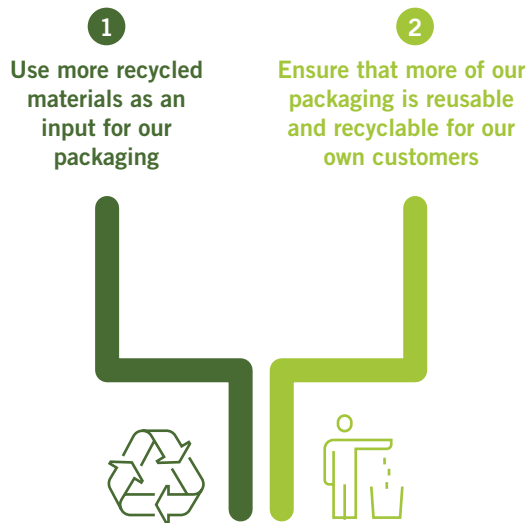 1
Use more recycled
materials as an
input for our
packaging
2
Ensure that more of our
packaging is reusable
and recyclable for our
own customers